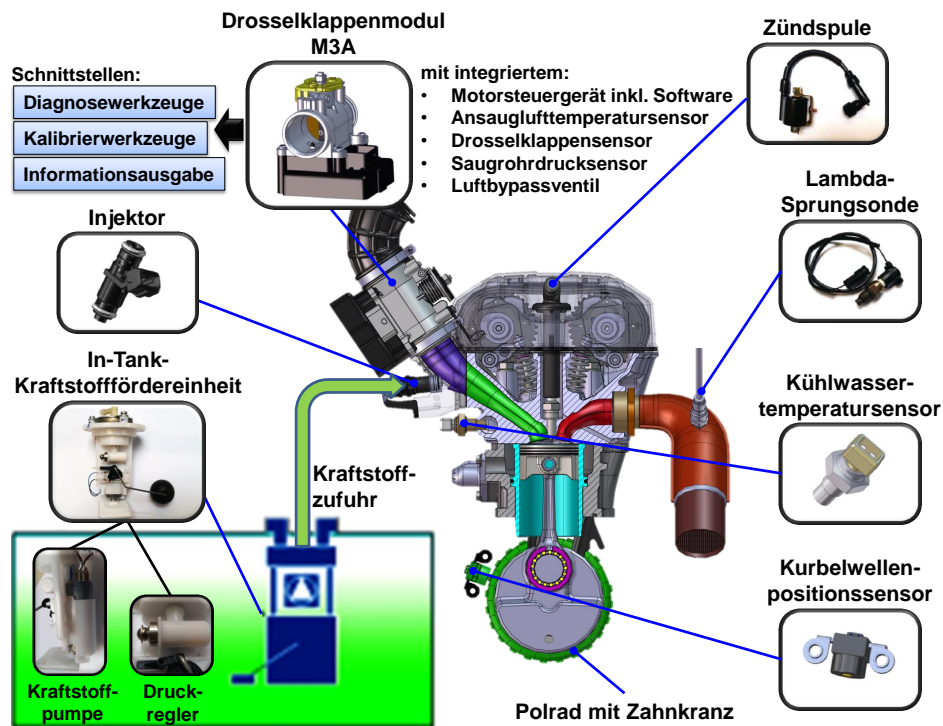 Drosselklappenmodul
M3A
Zündspule
Schnittstellen:
Diagnosewerkzeuge
Kalibrierwerkzeuge
Informationsausgabe
mit integriertem:
• Motorsteuergerät inkl. Software
• Ansauglufttemperatursensor
• Drosselklappensensor
• Saugrohrdrucksensor
• Luftbypassventil
Lambda-
Sprungsonde
Injektor
In-Tank-
Kraftstofffördereinheit
Kühlwasser-
temperatursensor
Kraftstoff-
zufuhr
Kurbelwellen-
positionssensor
Kraftstoff-
pumpe
Druck-
regler
Polrad mit Zahnkranz